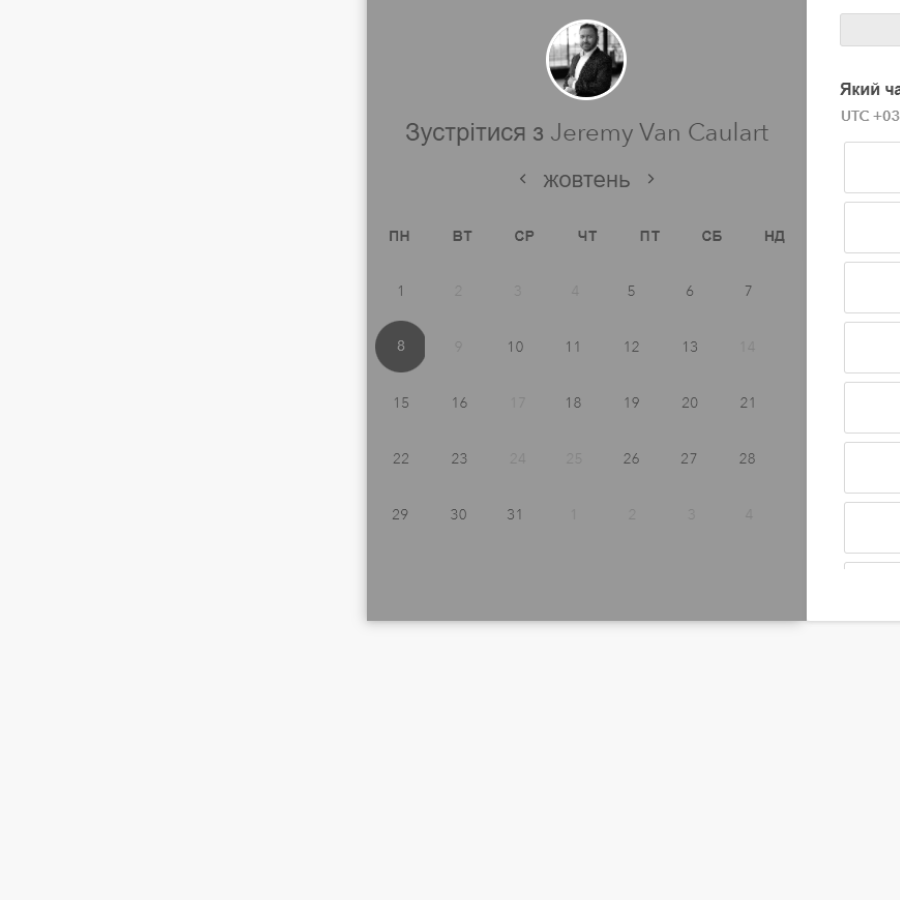 Зустрітися з Jeremy Van Caulart
жовтень
ПН ВТ СР ЧТ ПТ СБ НД
1 2 3 4 5 6 7
8 9 10 11 12 13 14
15 16 17 18 19 20 21
22 23 24 25 26 27 28
29 30 31 1 2 3 4
Який ча
UTC +03